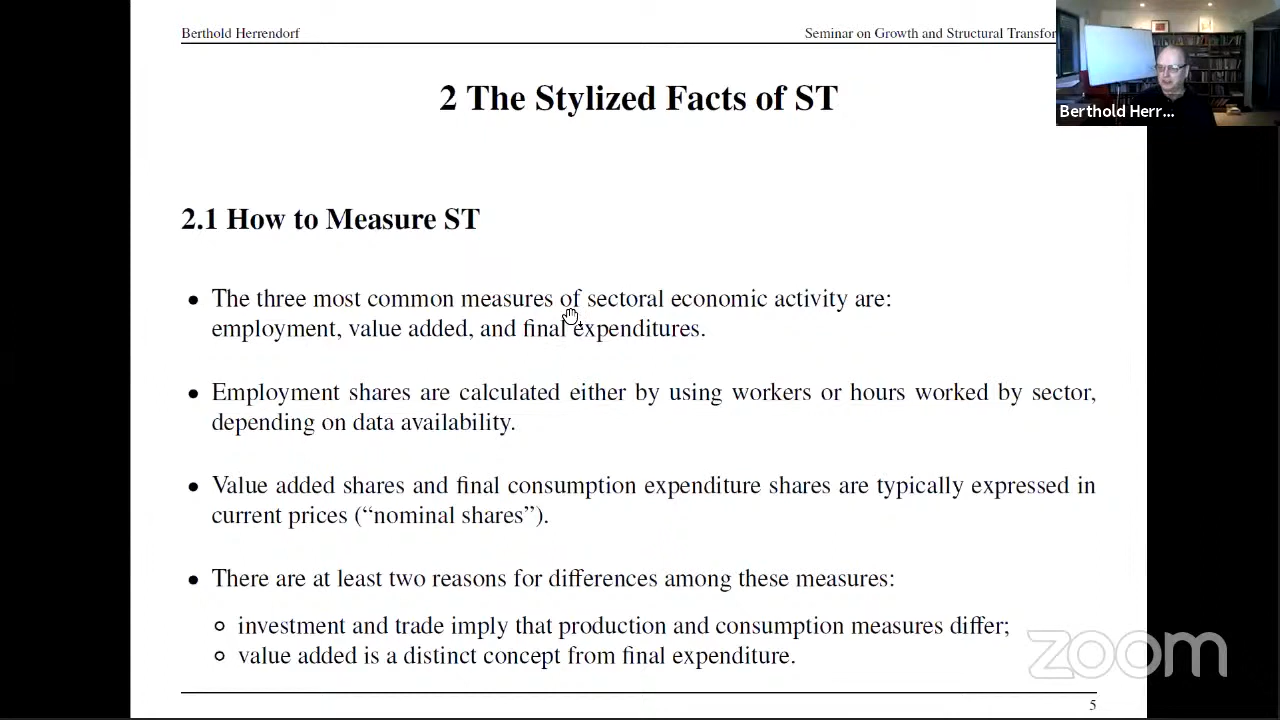 Berthold Herrendorf
Seminar on Growth and Structural Transfor
Berthold Herr...
2 The Stylized Facts of ST
2.1 How to Measure ST
• The three most common measures of sectoral economic activity are:
employment, value added, and final expenditures.
• Employment shares are calculated either by using workers or hours worked by sector,
depending on data availability.
• Value added shares and final consumption expenditure shares are typically expressed in
current prices (“nominal shares”).
• There are at least two reasons for differences among these measures:
○ investment and trade imply that production and consumption measures differ;
○ value added is a distinct concept from final expenditure.
zoom
5